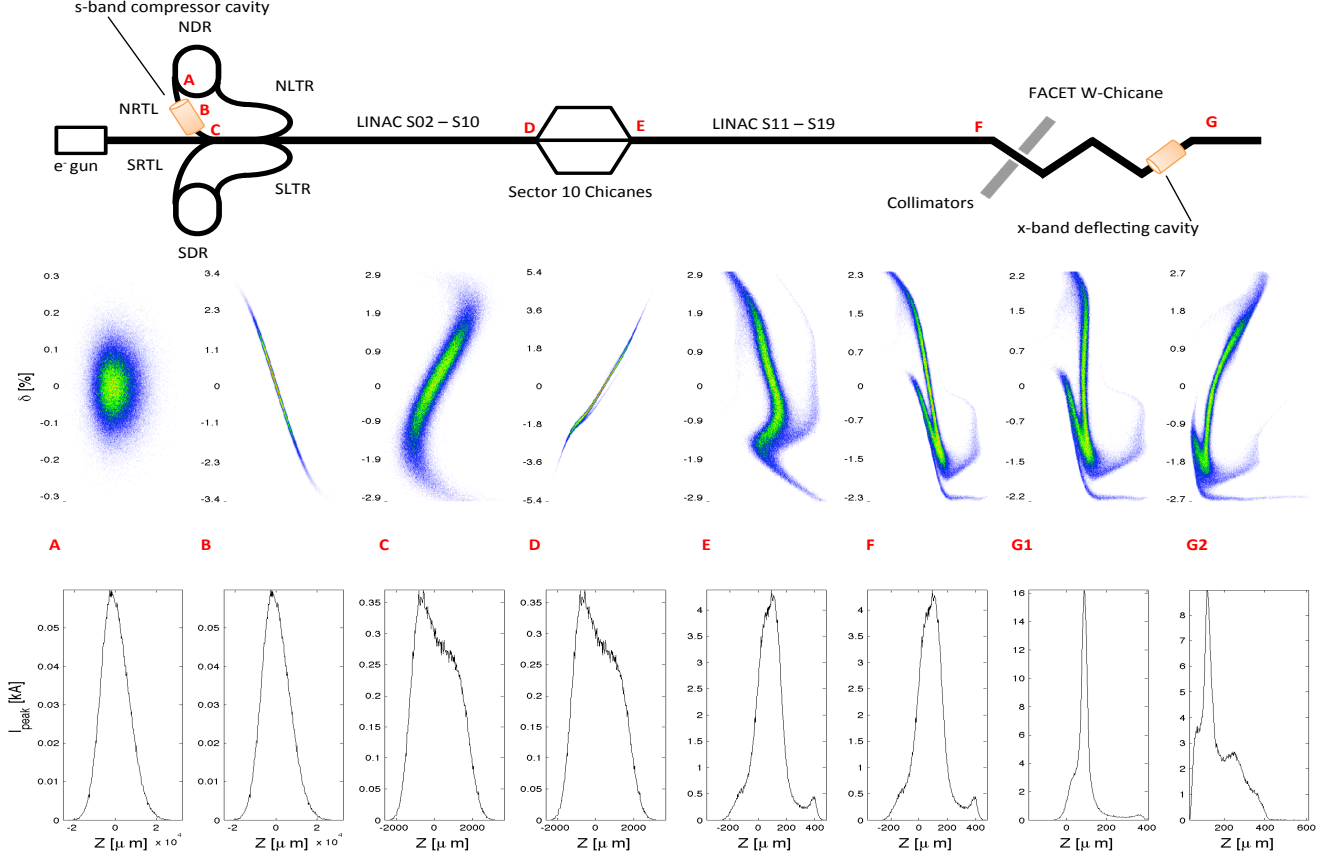 s-band compressor cavity
NDR
A
NLTR
FACET W-Chicane
NRTL
B
C
LINAC S02 – S10
D
E
LINAC S11 – S19
F
G
e- gun
SRTL
SLTR
Sector 10 Chicanes
Collimators
x-band deflecting cavity
SDR
δ [%]
0.3
0.2
0.1
0
-0.1
-0.2
-0.3
3.4
2.3
1.1
0
-1.1
-2.3
-3.4
2.9
1.9
0.9
0
-0.9
-1.9
-2.9
5.4
3.6
1.8
0
-1.8
-3.6
-5.4
2.9
1.9
0.9
0
-0.9
-1.9
-2.9
2.3
1.5
0.7
0
-0.7
-1.5
-2.3
2.2
1.5
0.7
0
-0.7
-1.5
-2.2
2.7
1.8
0.9
0
-0.9
-1.8
-2.7
A
B
C
D
E
F
G1
G2
I peak [kA]
0.05
0.04
0.03
0.02
0.01
0
-2 0 2
Z [μ m] × 10 4
0.05
0.04
0.03
0.02
0.01
0
-2 0 2
Z [μ m] × 10 4
0.35
0.3
0.25
0.2
0.15
0.1
0.05
0
-2000 0 2000
Z [μ m]
0.35
0.3
0.25
0.2
0.15
0.1
0.05
0
-2000 0 2000
Z [μ m]
4
3.5
3
2.5
2
1.5
1
0.5
0
-200 0 200 400
Z [μ m]
4
3.5
3
2.5
2
1.5
1
0.5
0
-200 0 200 400
Z [μ m]
16
14
12
10
8
6
4
2
0
0 200 400
Z [μ m]
8
7
6
5
4
3
2
1
0
200 400 600
Z [μ m]